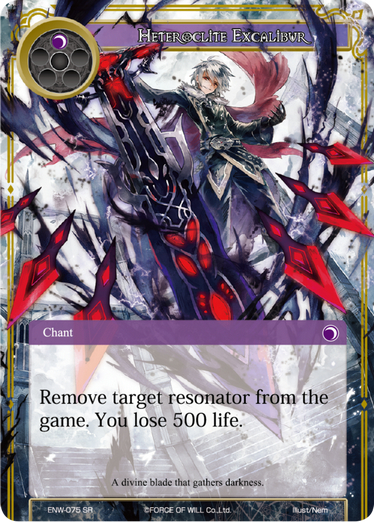 Heteroclite Excalibur
Chant
Remove target resonator from the
game. You lose 500 life.
A divine blade that gathers darkness.
ENW-075 SR ©FORCE OF WILL Co.,Ltd. Illust/Nem